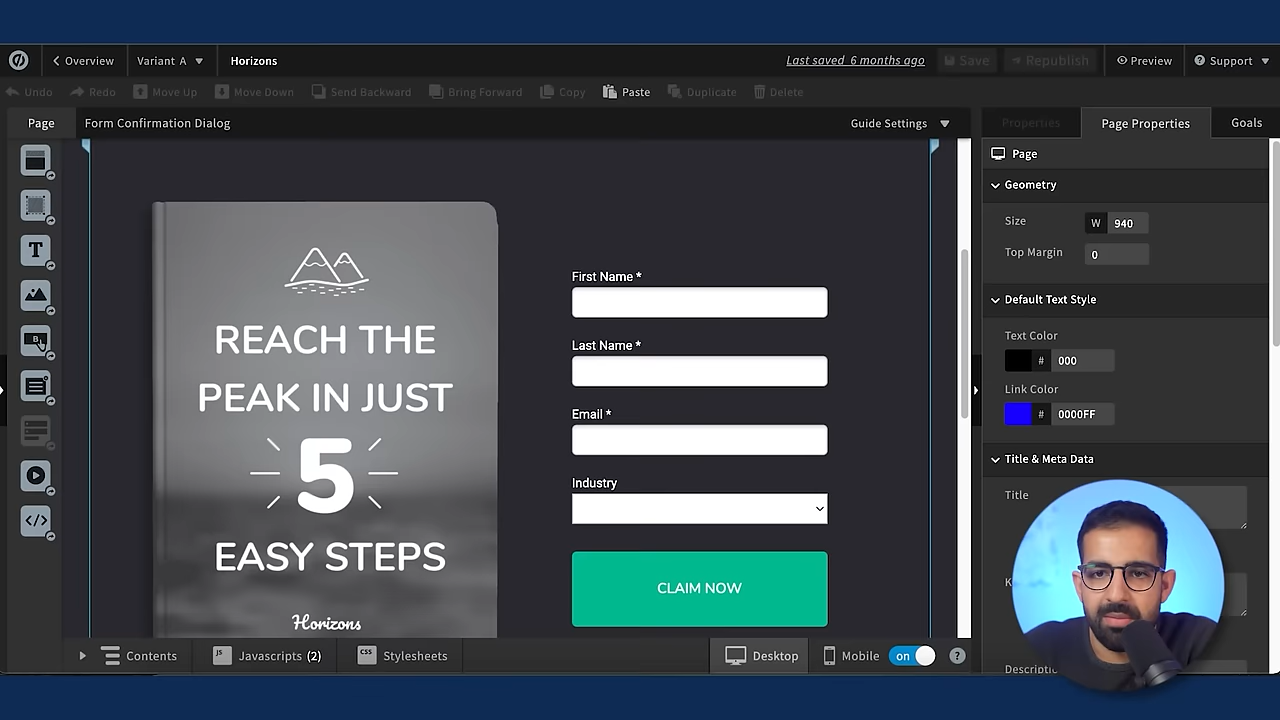 Overview
Variant A
Horizons
Last saved 6 months ago
Save
Republish
Preview
Support
Undo
Redo
Move Up
Move Down
Send Backward
Bring Forward
Copy
Paste
Duplicate
Delete
Page
Form Confirmation Dialog
Guide Settings
Properties
Page Properties
Goals
Page
Geometry
Size W 940
Top Margin 0
Default Text Style
Text Color
# 000
Link Color
# 0000FF
Title & Meta Data
Title
K
Descriptio
T
B
</>
REACH THE
PEAK IN JUST
5
EASY STEPS
Horizons
First Name *
Last Name *
Email *
Industry
CLAIM NOW
Contents
JS Javascripts (2)
CSS Stylesheets
Desktop
Mobile
on
?